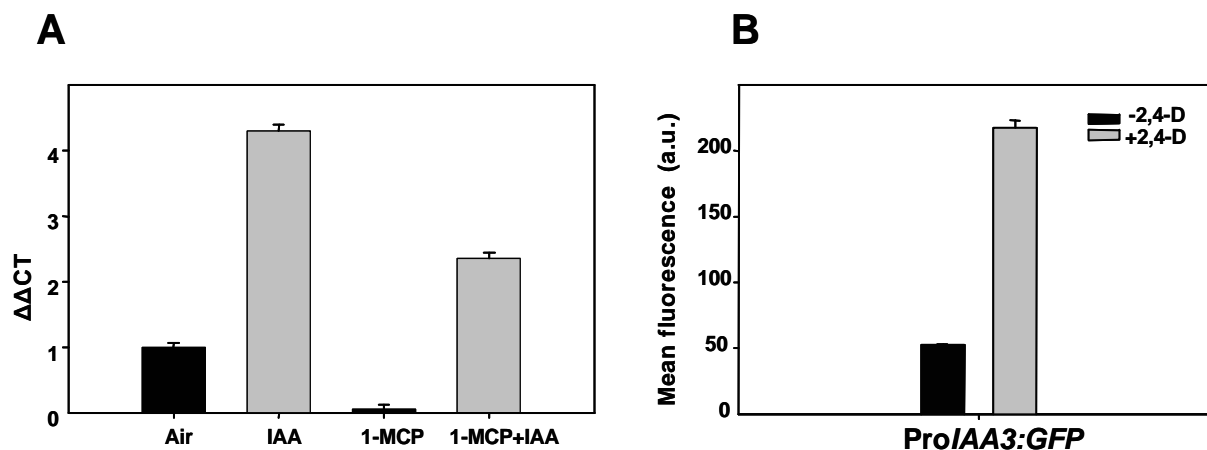 A
ΔΔCT
4
3
2
1
0
Air IAA 1-MCP 1-MCP+IAA
B
Mean fluorescence (a.u.)
200
150
100
50
0
-2,4-D
+2,4-D
ProIAA3:GFP